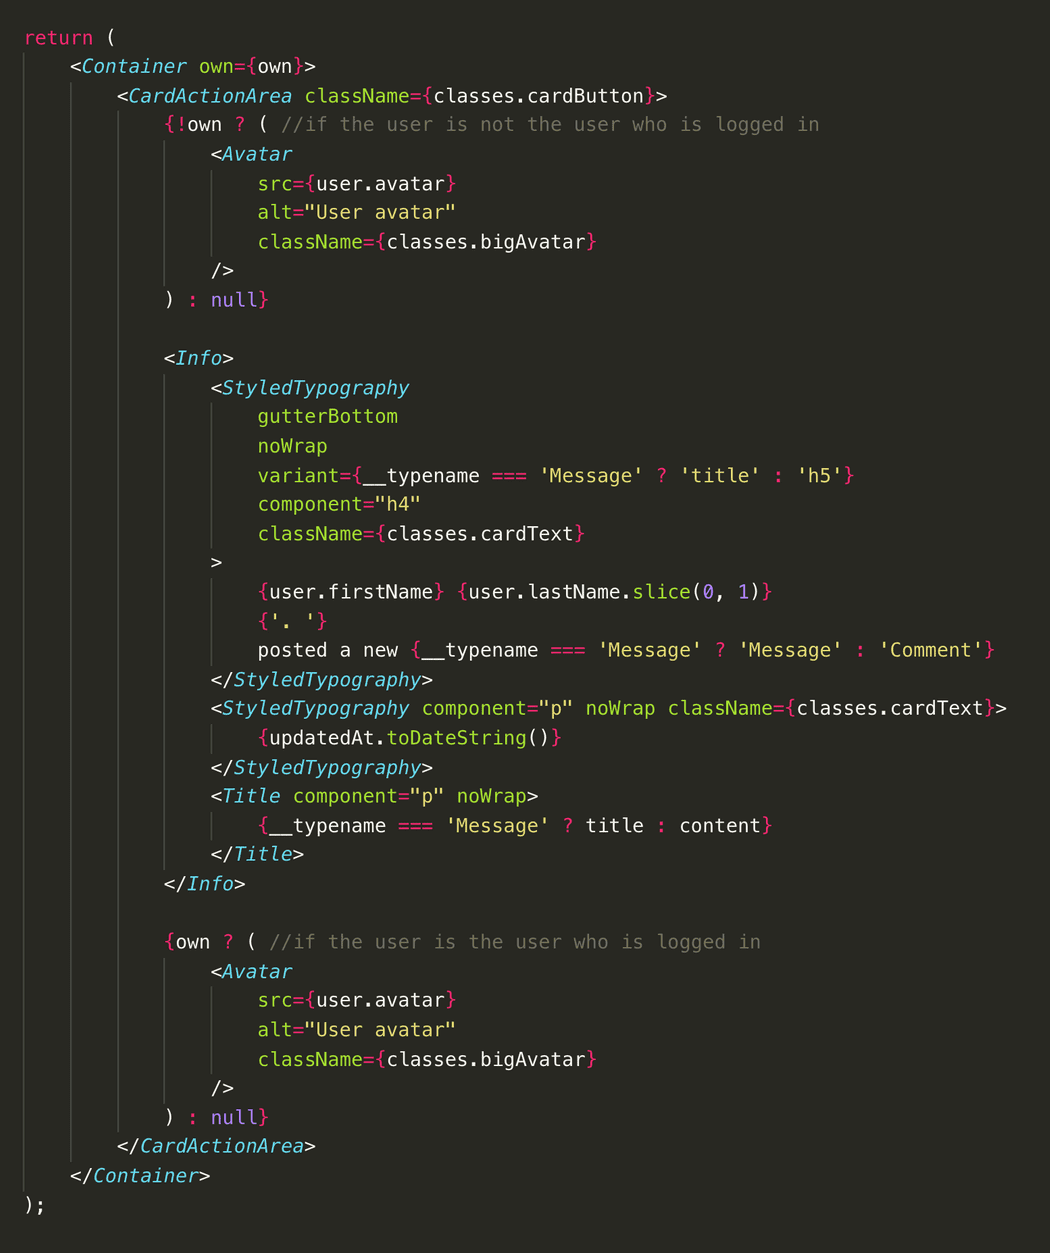 return (
    <Container own={own}>
        <CardActionArea className={classes.cardButton}>
            {!own ? ( //if the user is not the user who is logged in
                <Avatar
                    src={user.avatar}
                    alt="User avatar"
                    className={classes.bigAvatar}
                />
            ) : null}

            <Info>
                <StyledTypography
                    gutterBottom
                    noWrap
                    variant={__typename === 'Message' ? 'title' : 'h5'}
                    component="h4"
                    className={classes.cardText}
                >
                    {user.firstName} {user.lastName.slice(0, 1)}
                    {'. '}
                    posted a new {__typename === 'Message' ? 'Message' : 'Comment'}
                </StyledTypography>
                <StyledTypography component="p" noWrap className={classes.cardText}>
                    {updatedAt.toDateString()}
                </StyledTypography>
                <Title component="p" noWrap>
                    {__typename === 'Message' ? title : content}
                </Title>
            </Info>

            {own ? ( //if the user is the user who is logged in
                <Avatar
                    src={user.avatar}
                    alt="User avatar"
                    className={classes.bigAvatar}
                />
            ) : null}
        </CardActionArea>
    </Container>
);